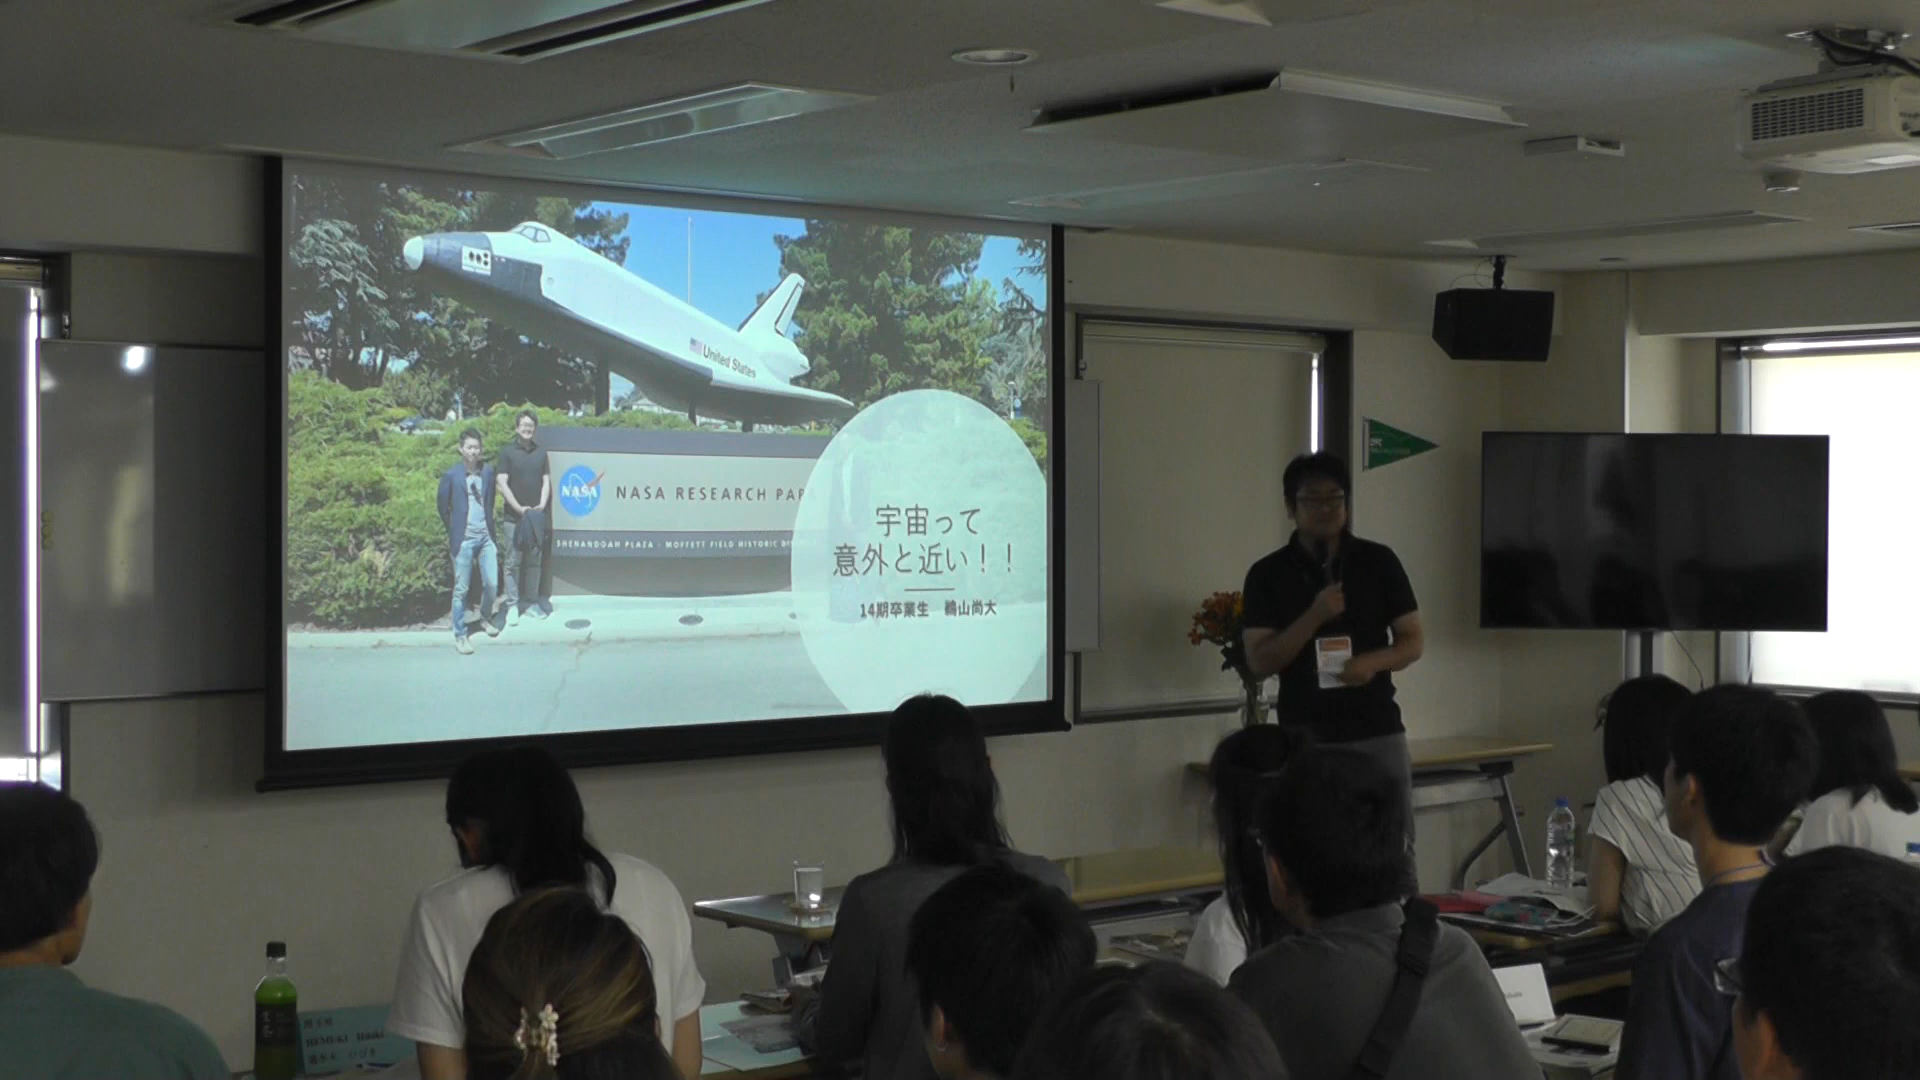 United States
NASA
NASA RESEARCH PAR
SHENANDOAH PLAZA - MOFFETT FIELD HISTORIC
宇宙って
意外と近い！！
14期卒業生　鵜山尚大